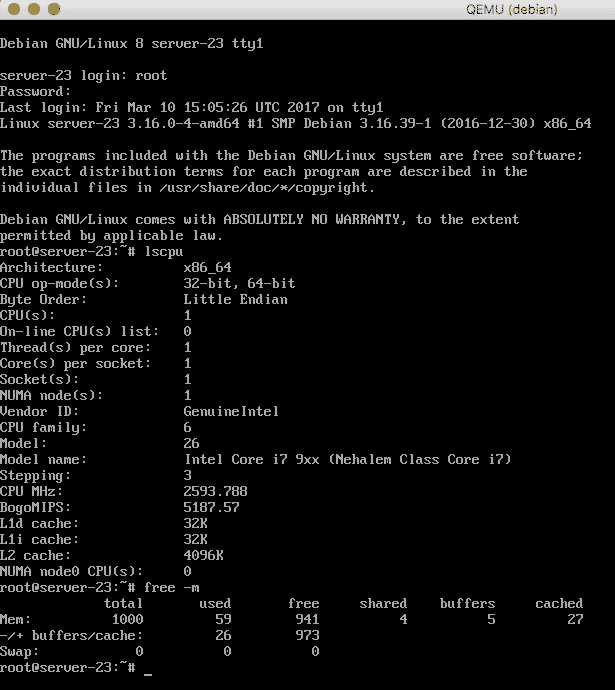 QEMU (debian)
Debian GNU/Linux 8 server-23 tty1
server-23 login: root
Password:
Last login: Fri Mar 10 15:05:26 UTC 2017 on tty1
Linux server-23 3.16.0-4-amd64 #1 SMP Debian 3.16.39-1 (2016-12-30) x86_64
The programs included with the Debian GNU/Linux system are free software;
the exact distribution terms for each program are described in the
individual files in /usr/share/doc/*/copyright.
Debian GNU/Linux comes with ABSOLUTELY NO WARRANTY, to the extent
permitted by applicable law.
root@server-23:~# lscpu
Architecture:          x86_64
CPU op-mode(s):        32-bit, 64-bit
Byte Order:            Little Endian
CPU(s):                1
On-line CPU(s) list:   0
Thread(s) per core:    1
Core(s) per socket:    1
Socket(s):             1
NUMA node(s):          1
Vendor ID:             GenuineIntel
CPU family:            6
Model:                 26
Model name:            Intel Core i7 9xx (Nehalem Class Core i7)
Stepping:              3
CPU MHz:               2593.788
BogoMIPS:              5187.57
L1d cache:             32K
L1i cache:             32K
L2 cache:              4096K
NUMA node0 CPU(s):     0
root@server-23:~# free -m
             total       used       free     shared    buffers     cached
Mem:          1000         59        941          4          5         27
-/+ buffers/cache:         26        973
Swap:            0          0          0
root@server-23:~# _